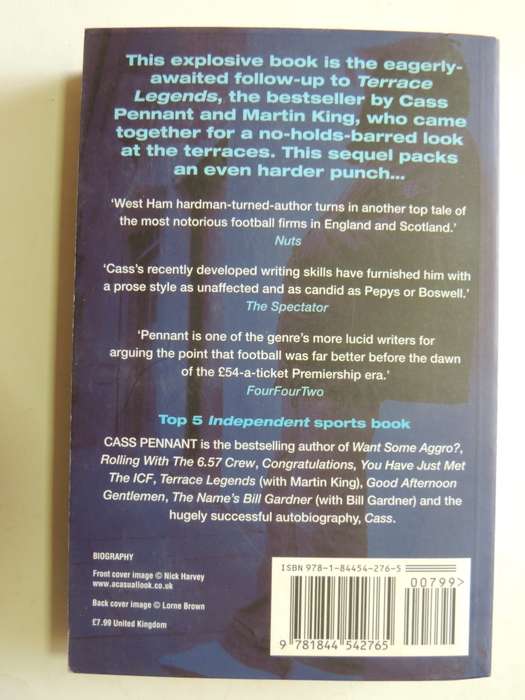 This explosive book is the eagerly-
awaited follow-up to Terrace
Legends, the bestseller by Cass
Pennant and Martin King, who came
together for a no-holds-barred look
at the terraces. This sequel packs
an even harder punch...
'West Ham hardman-turned-author turns in another top tale of
the most notorious football firms in England and Scotland.'
Nuts
'Cass's recently developed writing skills have furnished him with
a prose style as unaffected and as candid as Pepys or Boswell.'
The Spectator
'Pennant is one of the genre's more lucid writers for
arguing the point that football was far better before the dawn
of the £54-a-ticket Premiership era.'
FourFourTwo
Top 5 Independent sports book
CASS PENNANT is the bestselling author of Want Some Aggro?,
Rolling With The 6.57 Crew, Congratulations, You Have Just Met
The ICF, Terrace Legends (with Martin King), Good Afternoon
Gentlemen, The Name's Bill Gardner (with Bill Gardner) and the
hugely successful autobiography, Cass.
BIOGRAPHY
Front cover image © Nick Harvey
www.acasuallook.co.uk
Back cover image © Lorne Brown
£7.99 United Kingdom
ISBN 978-1-84454-276-5
00799>
9 781844 542765